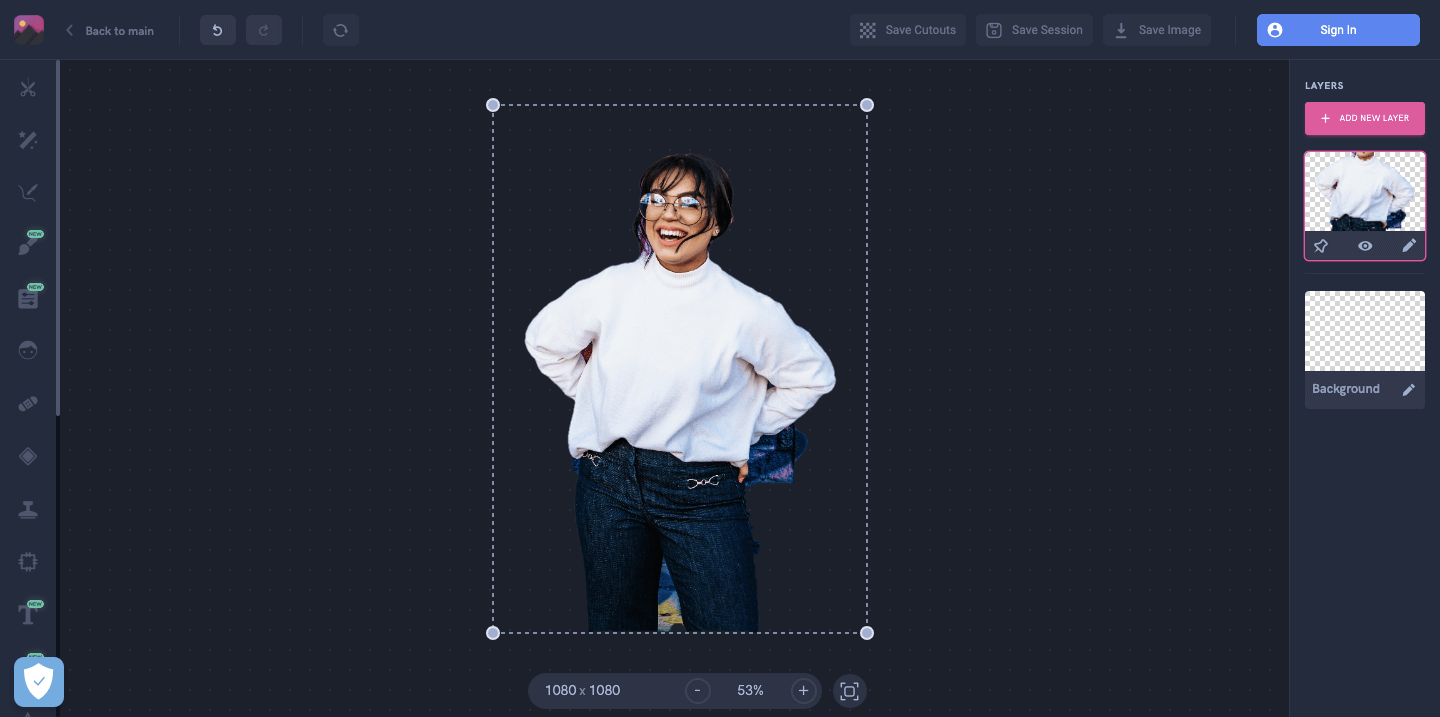 Back to main
Save Cutouts
Save Session
Save Image
Sign In
LAYERS
+ ADD NEW LAYER
NEW
NEW
Background
NEW
NEW
1080 x 1080
- 53% +